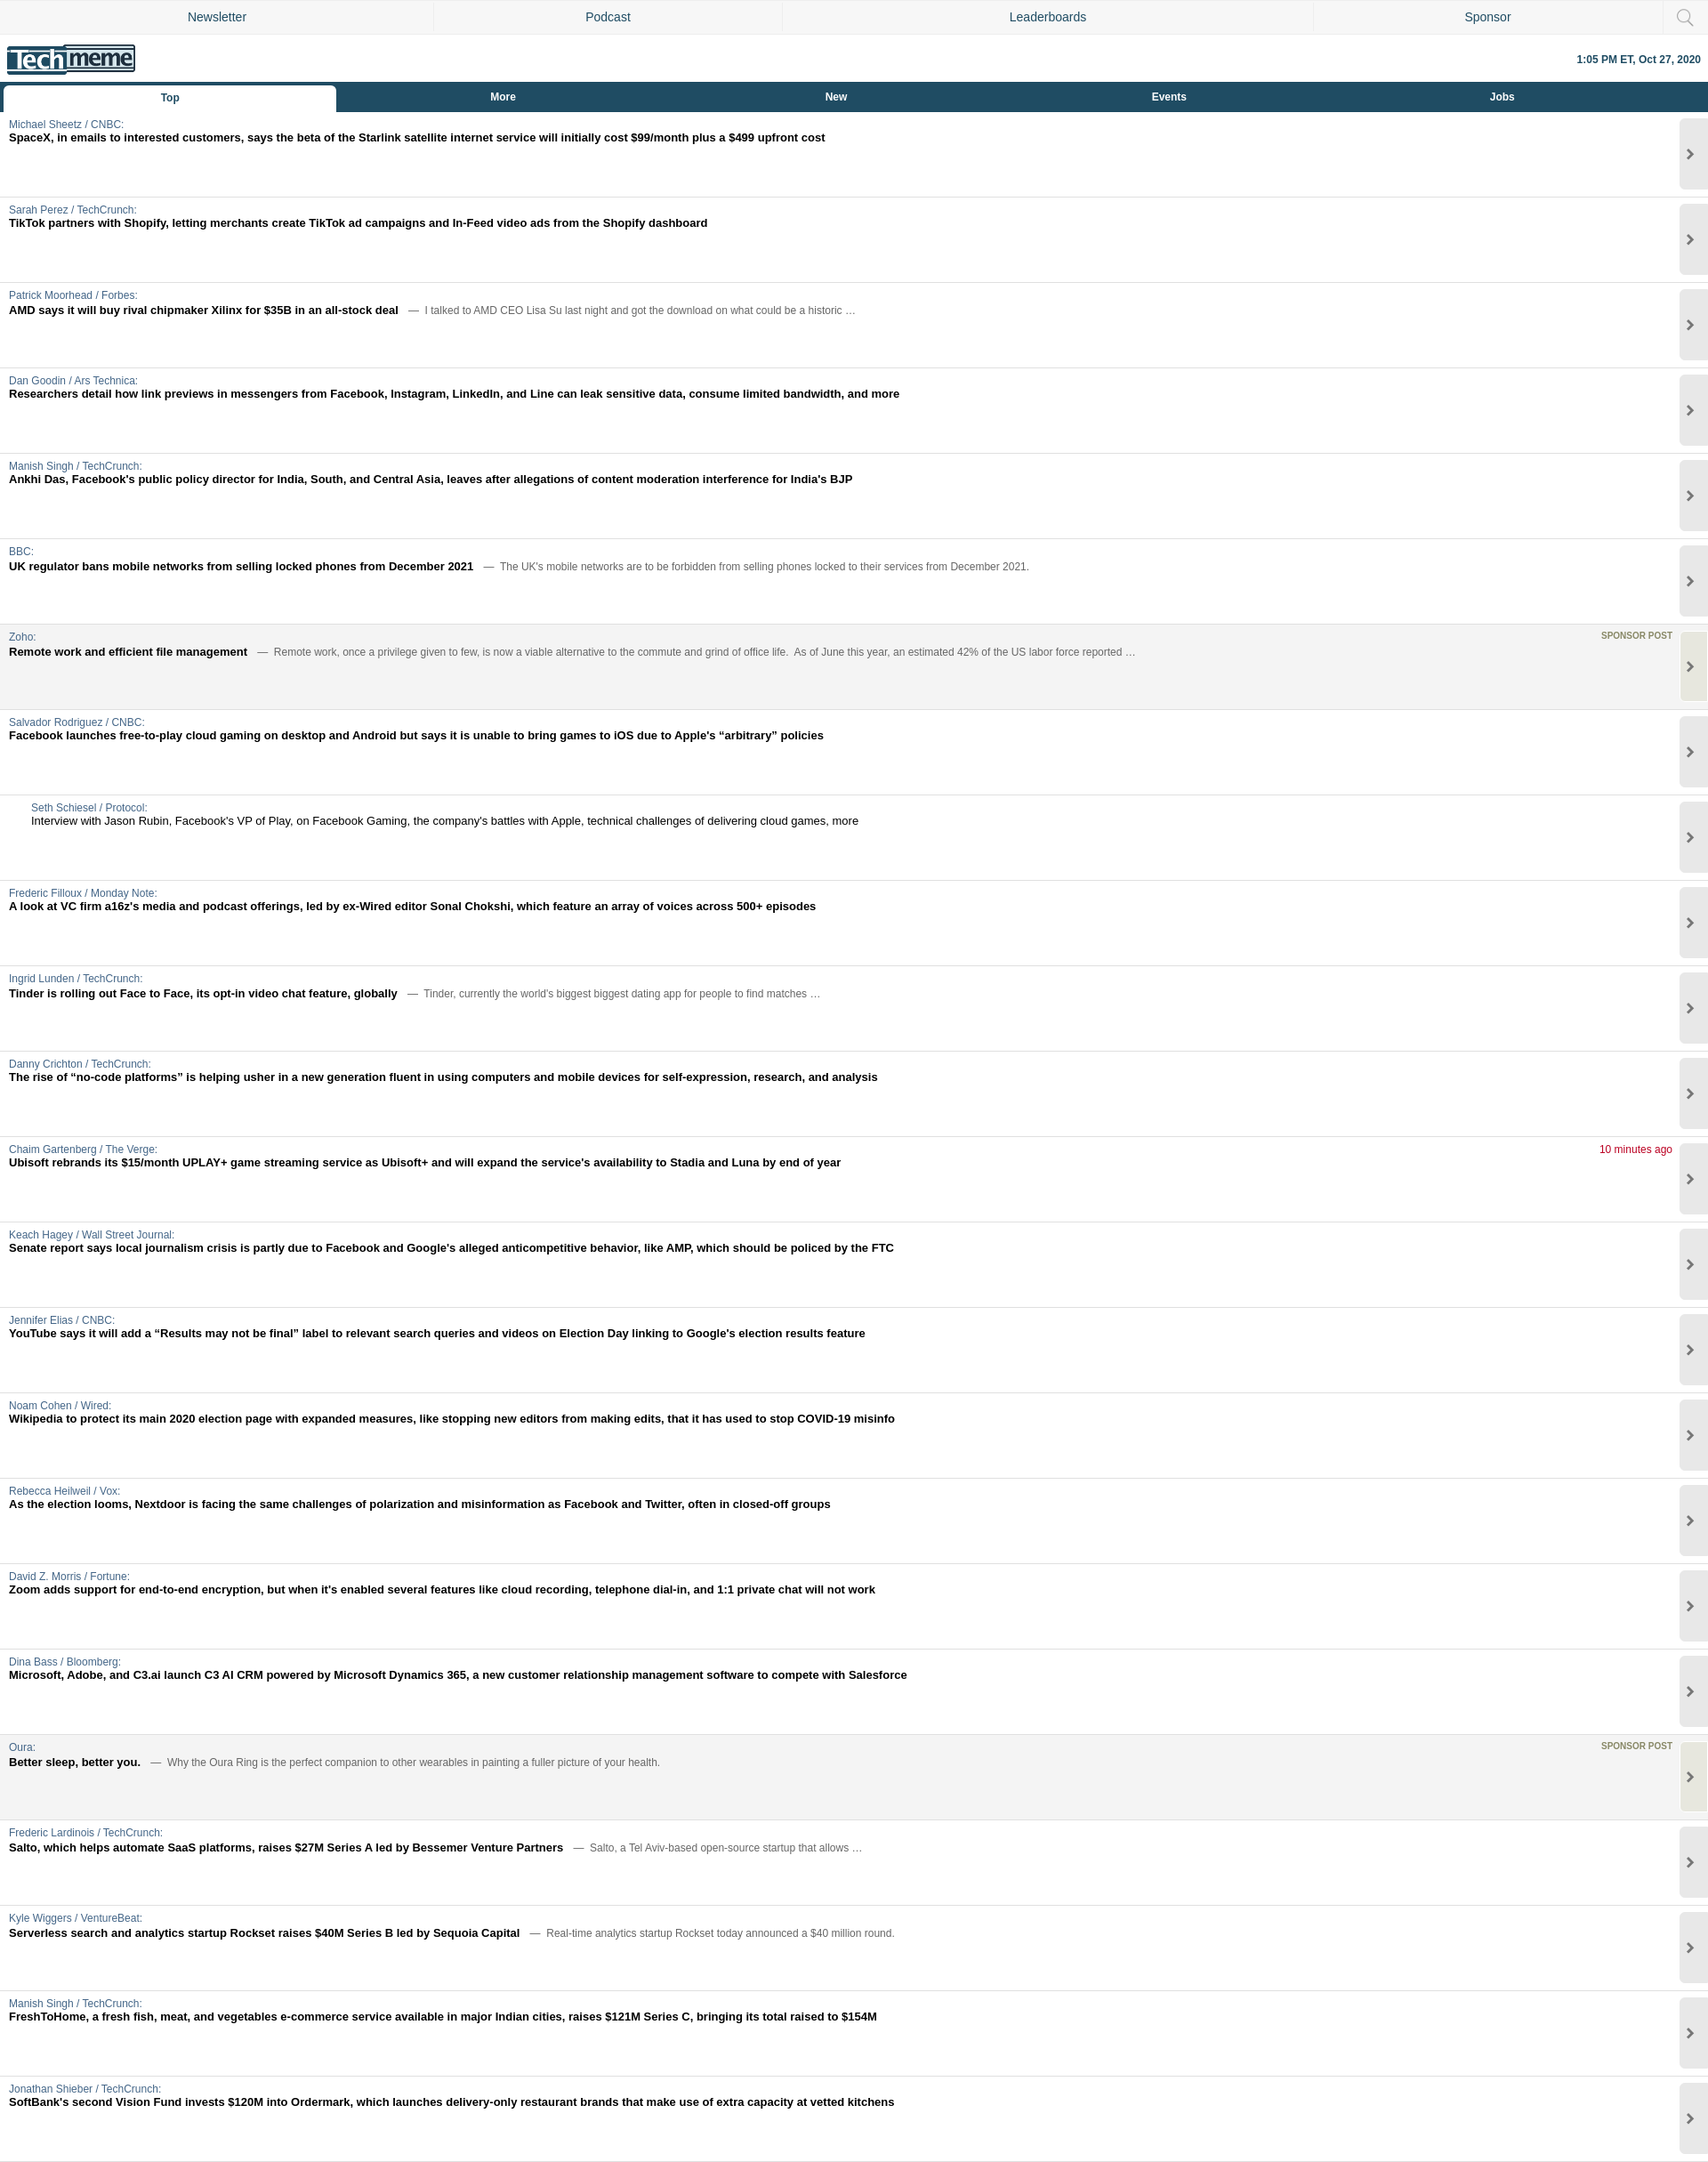 Newsletter Podcast Leaderboards Sponsor
Techmeme 1:05 PM ET, Oct 27, 2020
Top More New Events Jobs
Michael Sheetz / CNBC:
SpaceX, in emails to interested customers, says the beta of the Starlink satellite internet service will initially cost $99/month plus a $499 upfront cost
Sarah Perez / TechCrunch:
TikTok partners with Shopify, letting merchants create TikTok ad campaigns and In-Feed video ads from the Shopify dashboard
Patrick Moorhead / Forbes:
AMD says it will buy rival chipmaker Xilinx for $35B in an all-stock deal — I talked to AMD CEO Lisa Su last night and got the download on what could be a historic …
Dan Goodin / Ars Technica:
Researchers detail how link previews in messengers from Facebook, Instagram, LinkedIn, and Line can leak sensitive data, consume limited bandwidth, and more
Manish Singh / TechCrunch:
Ankhi Das, Facebook's public policy director for India, South, and Central Asia, leaves after allegations of content moderation interference for India's BJP
BBC:
UK regulator bans mobile networks from selling locked phones from December 2021 — The UK's mobile networks are to be forbidden from selling phones locked to their services from December 2021.
Zoho: SPONSOR POST
Remote work and efficient file management — Remote work, once a privilege given to few, is now a viable alternative to the commute and grind of office life. As of June this year, an estimated 42% of the US labor force reported …
Salvador Rodriguez / CNBC:
Facebook launches free-to-play cloud gaming on desktop and Android but says it is unable to bring games to iOS due to Apple's “arbitrary” policies
Seth Schiesel / Protocol:
Interview with Jason Rubin, Facebook's VP of Play, on Facebook Gaming, the company's battles with Apple, technical challenges of delivering cloud games, more
Frederic Filloux / Monday Note:
A look at VC firm a16z's media and podcast offerings, led by ex-Wired editor Sonal Chokshi, which feature an array of voices across 500+ episodes
Ingrid Lunden / TechCrunch:
Tinder is rolling out Face to Face, its opt-in video chat feature, globally — Tinder, currently the world's biggest biggest dating app for people to find matches …
Danny Crichton / TechCrunch:
The rise of “no-code platforms” is helping usher in a new generation fluent in using computers and mobile devices for self-expression, research, and analysis
Chaim Gartenberg / The Verge: 10 minutes ago
Ubisoft rebrands its $15/month UPLAY+ game streaming service as Ubisoft+ and will expand the service's availability to Stadia and Luna by end of year
Keach Hagey / Wall Street Journal:
Senate report says local journalism crisis is partly due to Facebook and Google's alleged anticompetitive behavior, like AMP, which should be policed by the FTC
Jennifer Elias / CNBC:
YouTube says it will add a “Results may not be final” label to relevant search queries and videos on Election Day linking to Google's election results feature
Noam Cohen / Wired:
Wikipedia to protect its main 2020 election page with expanded measures, like stopping new editors from making edits, that it has used to stop COVID-19 misinfo
Rebecca Heilweil / Vox:
As the election looms, Nextdoor is facing the same challenges of polarization and misinformation as Facebook and Twitter, often in closed-off groups
David Z. Morris / Fortune:
Zoom adds support for end-to-end encryption, but when it's enabled several features like cloud recording, telephone dial-in, and 1:1 private chat will not work
Dina Bass / Bloomberg:
Microsoft, Adobe, and C3.ai launch C3 AI CRM powered by Microsoft Dynamics 365, a new customer relationship management software to compete with Salesforce
Oura: SPONSOR POST
Better sleep, better you. — Why the Oura Ring is the perfect companion to other wearables in painting a fuller picture of your health.
Frederic Lardinois / TechCrunch:
Salto, which helps automate SaaS platforms, raises $27M Series A led by Bessemer Venture Partners — Salto, a Tel Aviv-based open-source startup that allows …
Kyle Wiggers / VentureBeat:
Serverless search and analytics startup Rockset raises $40M Series B led by Sequoia Capital — Real-time analytics startup Rockset today announced a $40 million round.
Manish Singh / TechCrunch:
FreshToHome, a fresh fish, meat, and vegetables e-commerce service available in major Indian cities, raises $121M Series C, bringing its total raised to $154M
Jonathan Shieber / TechCrunch:
SoftBank's second Vision Fund invests $120M into Ordermark, which launches delivery-only restaurant brands that make use of extra capacity at vetted kitchens